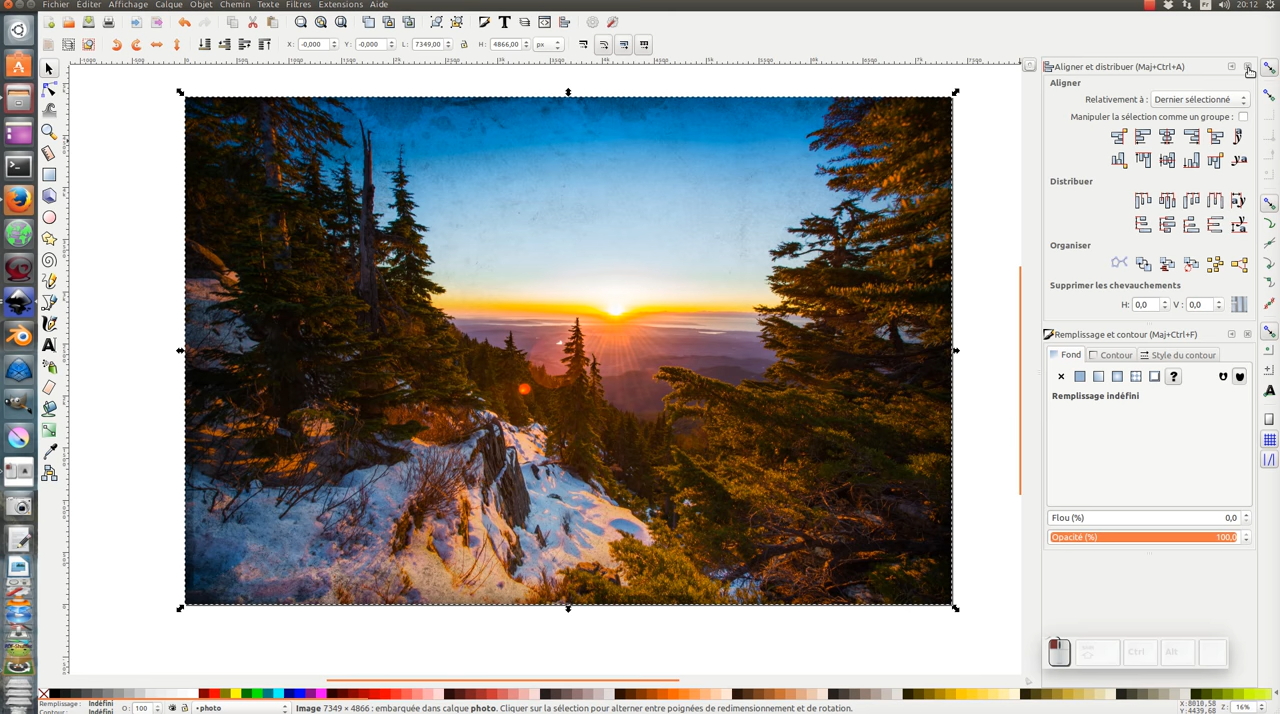 Fichier Éditer Affichage Calque Objet Chemin Texte Filtres Extensions Aide
Fr 20:12
X: -0,000 Y: -0,000 L: 7349,00 H: 4866,00 px
Aligner et distribuer (Maj+Ctrl+A)
Aligner
Relativement à : Dernier sélectionné
Manipuler la sélection comme un groupe :
Distribuer
Organiser
Supprimer les chevauchements
H: 0,0 V: 0,0
Remplissage et contour (Maj+Ctrl+F)
Fond Contour Style du contour
?
Remplissage indéfini
Flou (%) 0,0
Opacité (%) 100,0
Ctrl Alt
Remplissage : Indéfini
Contour : Indéfini
O: 100 •photo
Image 7349 × 4866 : embarquée dans calque photo. Cliquer sur la sélection pour alterner entre poignées de redimensionnement et de rotation.
X:8010,58
Y:4439,68
Z: 16%